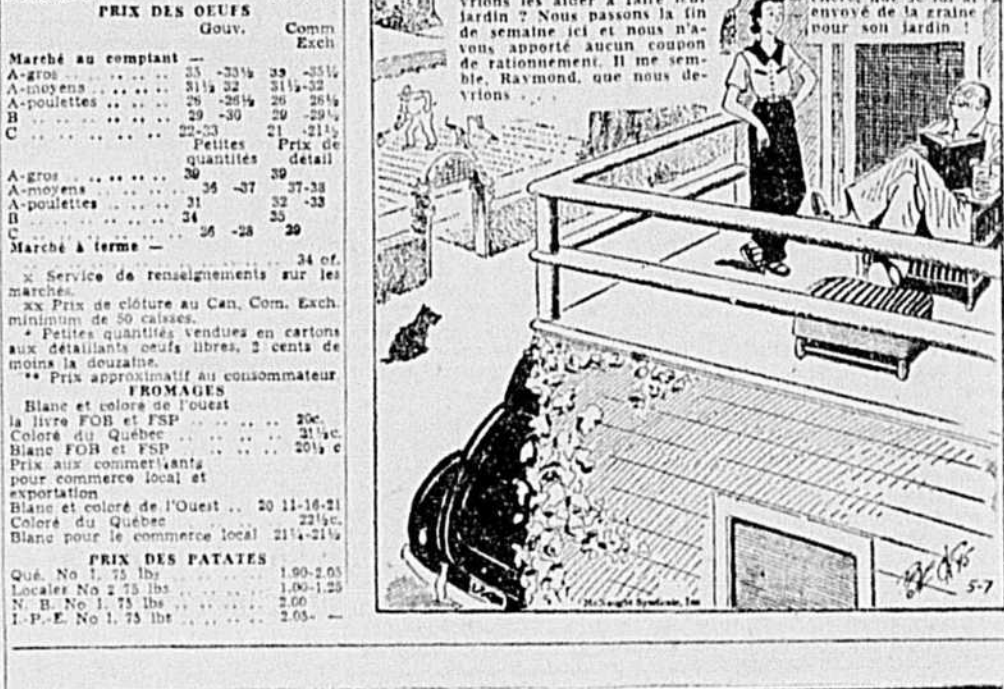 PRIX DES OEUFS
Gouv. Comm
Exch
Marché au comptant —
A-gros .. .. .. .. .. 33 -33½ 33 -35½
A-moyens .. .. .. .. 31½ 32 31½-32
A-poulettes .. .. .. .. 26 -26½ 26 26½
B .. .. .. .. .. .. 29 -30 29 -29½
C .. .. .. .. .. .. 22-23 21 -21½
Petites Prix de
quantités détail
A-gros .. .. .. .. .. 39 39
A-moyens .. .. .. .. 36 -37 37-38
A-poulettes .. .. .. 31 32 -33
B .. .. .. .. .. .. 34 35
C .. .. .. .. .. .. 26 -28 29
Marché à terme —
.. .. .. .. .. .. .. .. 34 of.
x Service de renseignements sur les
marchés.
xx Prix de clôture au Can. Com. Exch.
minimum de 50 caisses.
* Petites quantités vendues en cartons
aux détaillants oeufs libres, 2 cents de
moins la douzaine.
** Prix approximatif au consommateur
FROMAGES
Blanc et coloré de l'ouest
la livre FOB et FSP .. .. .. 20c.
Coloré du Québec .. .. .. 21½c.
Blanc FOB et FSP .. .. .. 20½ c
Prix aux commerçants
pour commerce local et
exportation
Blanc et coloré de l'Ouest .. 20 11-16-21
Coloré du Québec .. .. .. 22½c.
Blanc pour le commerce local 21¼-21½
PRIX DES PATATES
Qué. No 1, 75 lbs .. .. .. .. 1.90-2.05
Locales No 2 75 lbs .. .. .. 1.00-1.25
N. B. No 1, 75 lbs .. .. .. .. 2.00
I.-P.-E. No 1, 75 lbs .. .. .. 2.05- —
vrions les aider à faire leur
jardin ? Nous passons la fin
de semaine ici et nous n'a-
vons apporté aucun coupon
de rationnement. Il me sem-
ble, Raymond, que nous de-
vrions ...
envoyé de la graine
pour son jardin !
McNaught Syndicate, Inc
5-7